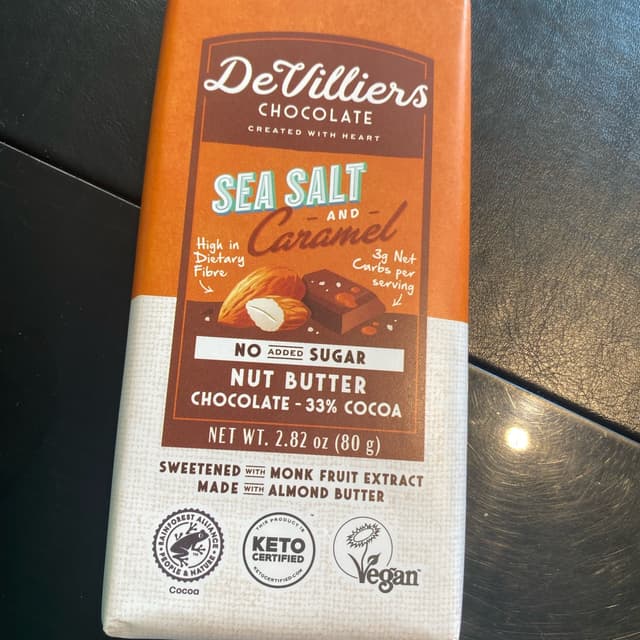 DeVilliers
CHOCOLATE
CREATED WITH HEART
SEA SALT
AND
Caramel
High in
Dietary
Fibre
3g Net
Carbs per
serving
NO ADDED SUGAR
NUT BUTTER
CHOCOLATE - 33% COCOA
NET WT. 2.82 oz (80 g)
SWEETENED WITH MONK FRUIT EXTRACT
MADE WITH ALMOND BUTTER
RAINFOREST ALLIANCE
PEOPLE & NATURE
Cocoa
THIS PRODUCT IS
KETO
CERTIFIED
KETOCERTIFIED.COM
Vegan